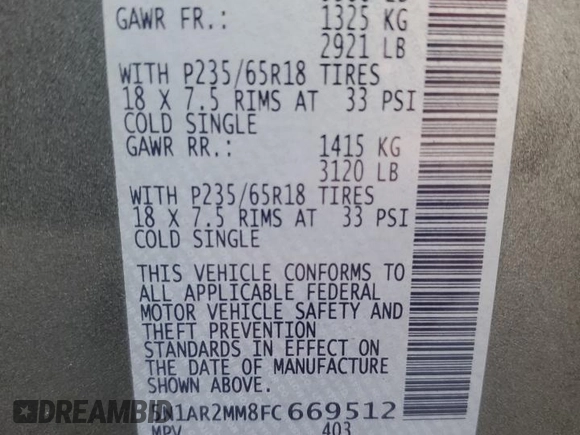 GAWR FR.: 1325 KG
2921 LB
WITH P235/65R18 TIRES
18 X 7.5 RIMS AT 33 PSI
COLD SINGLE
GAWR RR.: 1415 KG
3120 LB
WITH P235/65R18 TIRES
18 X 7.5 RIMS AT 33 PSI
COLD SINGLE
THIS VEHICLE CONFORMS TO
ALL APPLICABLE FEDERAL
MOTOR VEHICLE SAFETY AND
THEFT PREVENTION
STANDARDS IN EFFECT ON
THE DATE OF MANUFACTURE
SHOWN ABOVE.
5N1AR2MM8FC669512
MPV 403
DREAMBID